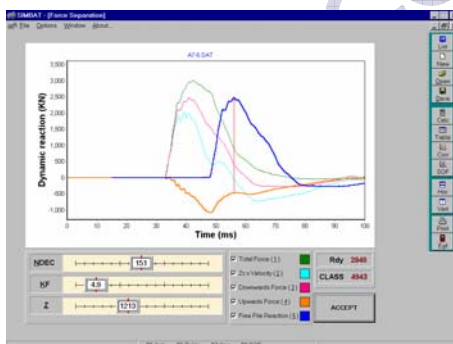 SIMBAT - [Force Separation]
File Options Window About...
List
New
Open
Save
Calc
Table
Corr
Hor
Vert
Print
Exit
A7-6.SAT
Dynamic reaction (KN)
3,500
3,000
2,500
2,000
1,500
1,000
500
0
-500
-1,000
0 10 20 30 40 50 60 70 80 90 100
Time (ms)
NDEC 151
KF 4.9
Z 1213
Total Force (1)
Zc x Velocity (2)
Downwards Force (3)
Upwards Force (4)
Free Pile Reaction (5)
Rdy 2948
CLASS 4943
ACCEPT